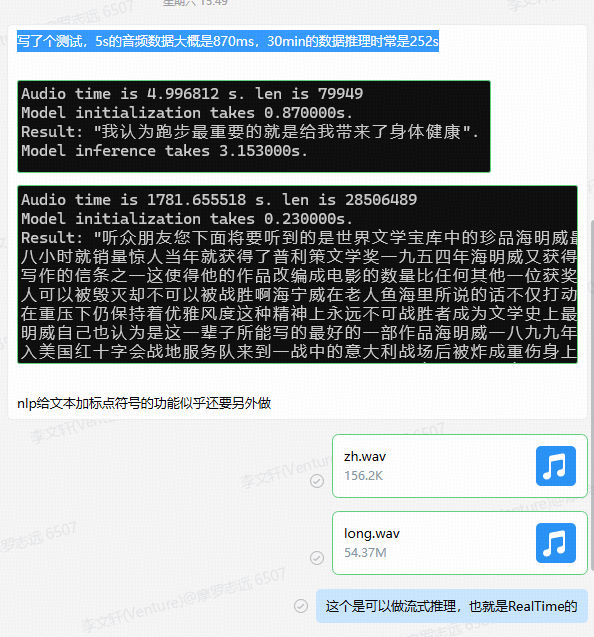 星期六 15:49
写了个测试，5s的音频数据大概是870ms，30min的数据推理时常是252s
Audio time is 4.996812 s. len is 79949
Model initialization takes 0.870000s.
Result: "我认为跑步最重要的就是给我带来了身体健康".
Model inference takes 3.153000s.
Audio time is 1781.655518 s. len is 28506489
Model initialization takes 0.230000s.
Result: "听众朋友您下面将要听到的是世界文学宝库中的珍品海明威最
八小时就销量惊人当年就获得了普利策文学奖一九五四年海明威又获得
写作的信条之一这使得他的作品改编成电影的数量比任何其他一位获奖
人可以被毁灭却不可以被战胜啊海宁威在老人鱼海里所说的话不仅打动
在重压下仍保持着优雅风度这种精神上永远不可战胜者成为文学史上最
明威自己也认为是这一辈子所能写的最好的一部作品海明威一八九九年
入美国红十字会战地服务队来到一战中的意大利战场后被炸成重伤身上
nlp给文本加标点符号的功能似乎还要另外做
zh.wav
156.2K
long.wav
54.37M
这个是可以做流式推理，也就是RealTime的
李文轩(Venture)@摩罗志远 6507